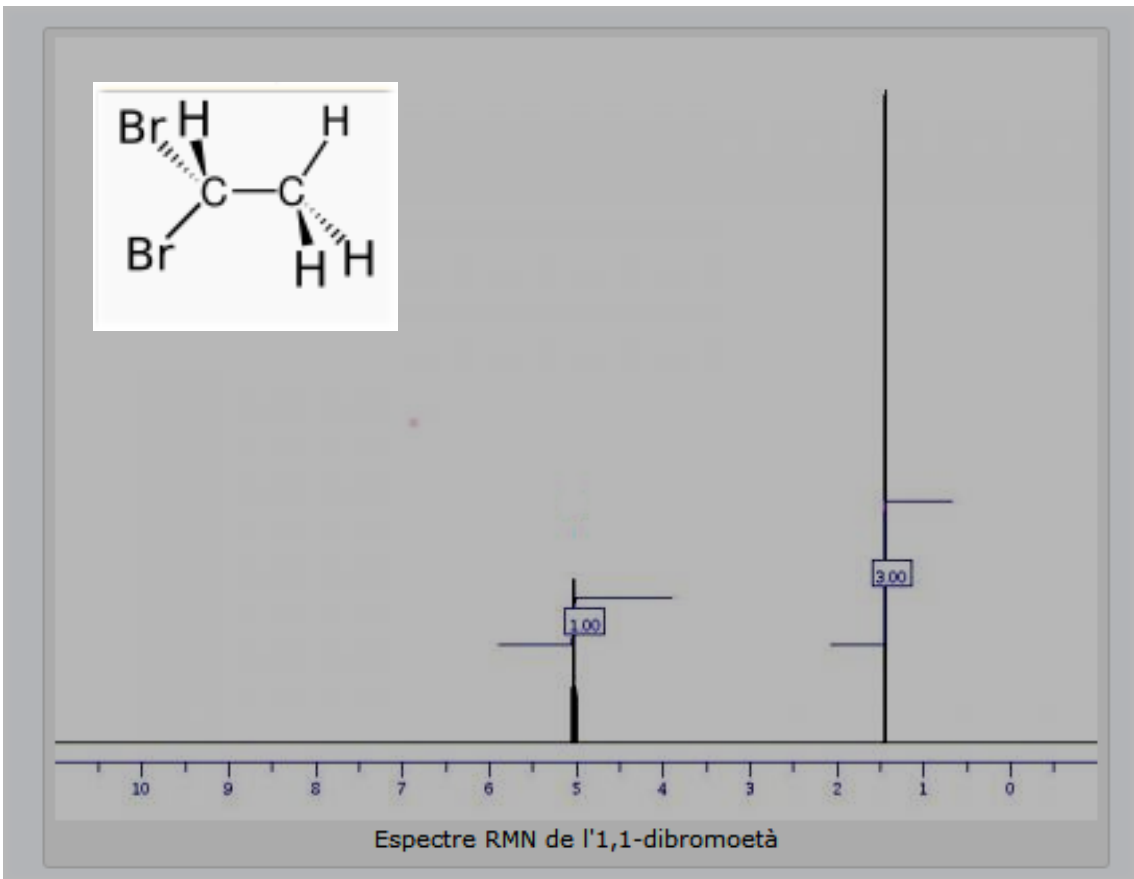 Br H H
C C
Br H H
1.00
3.00
10 9 8 7 6 5 4 3 2 1 0
Espectre RMN de l'1,1-dibromoetà